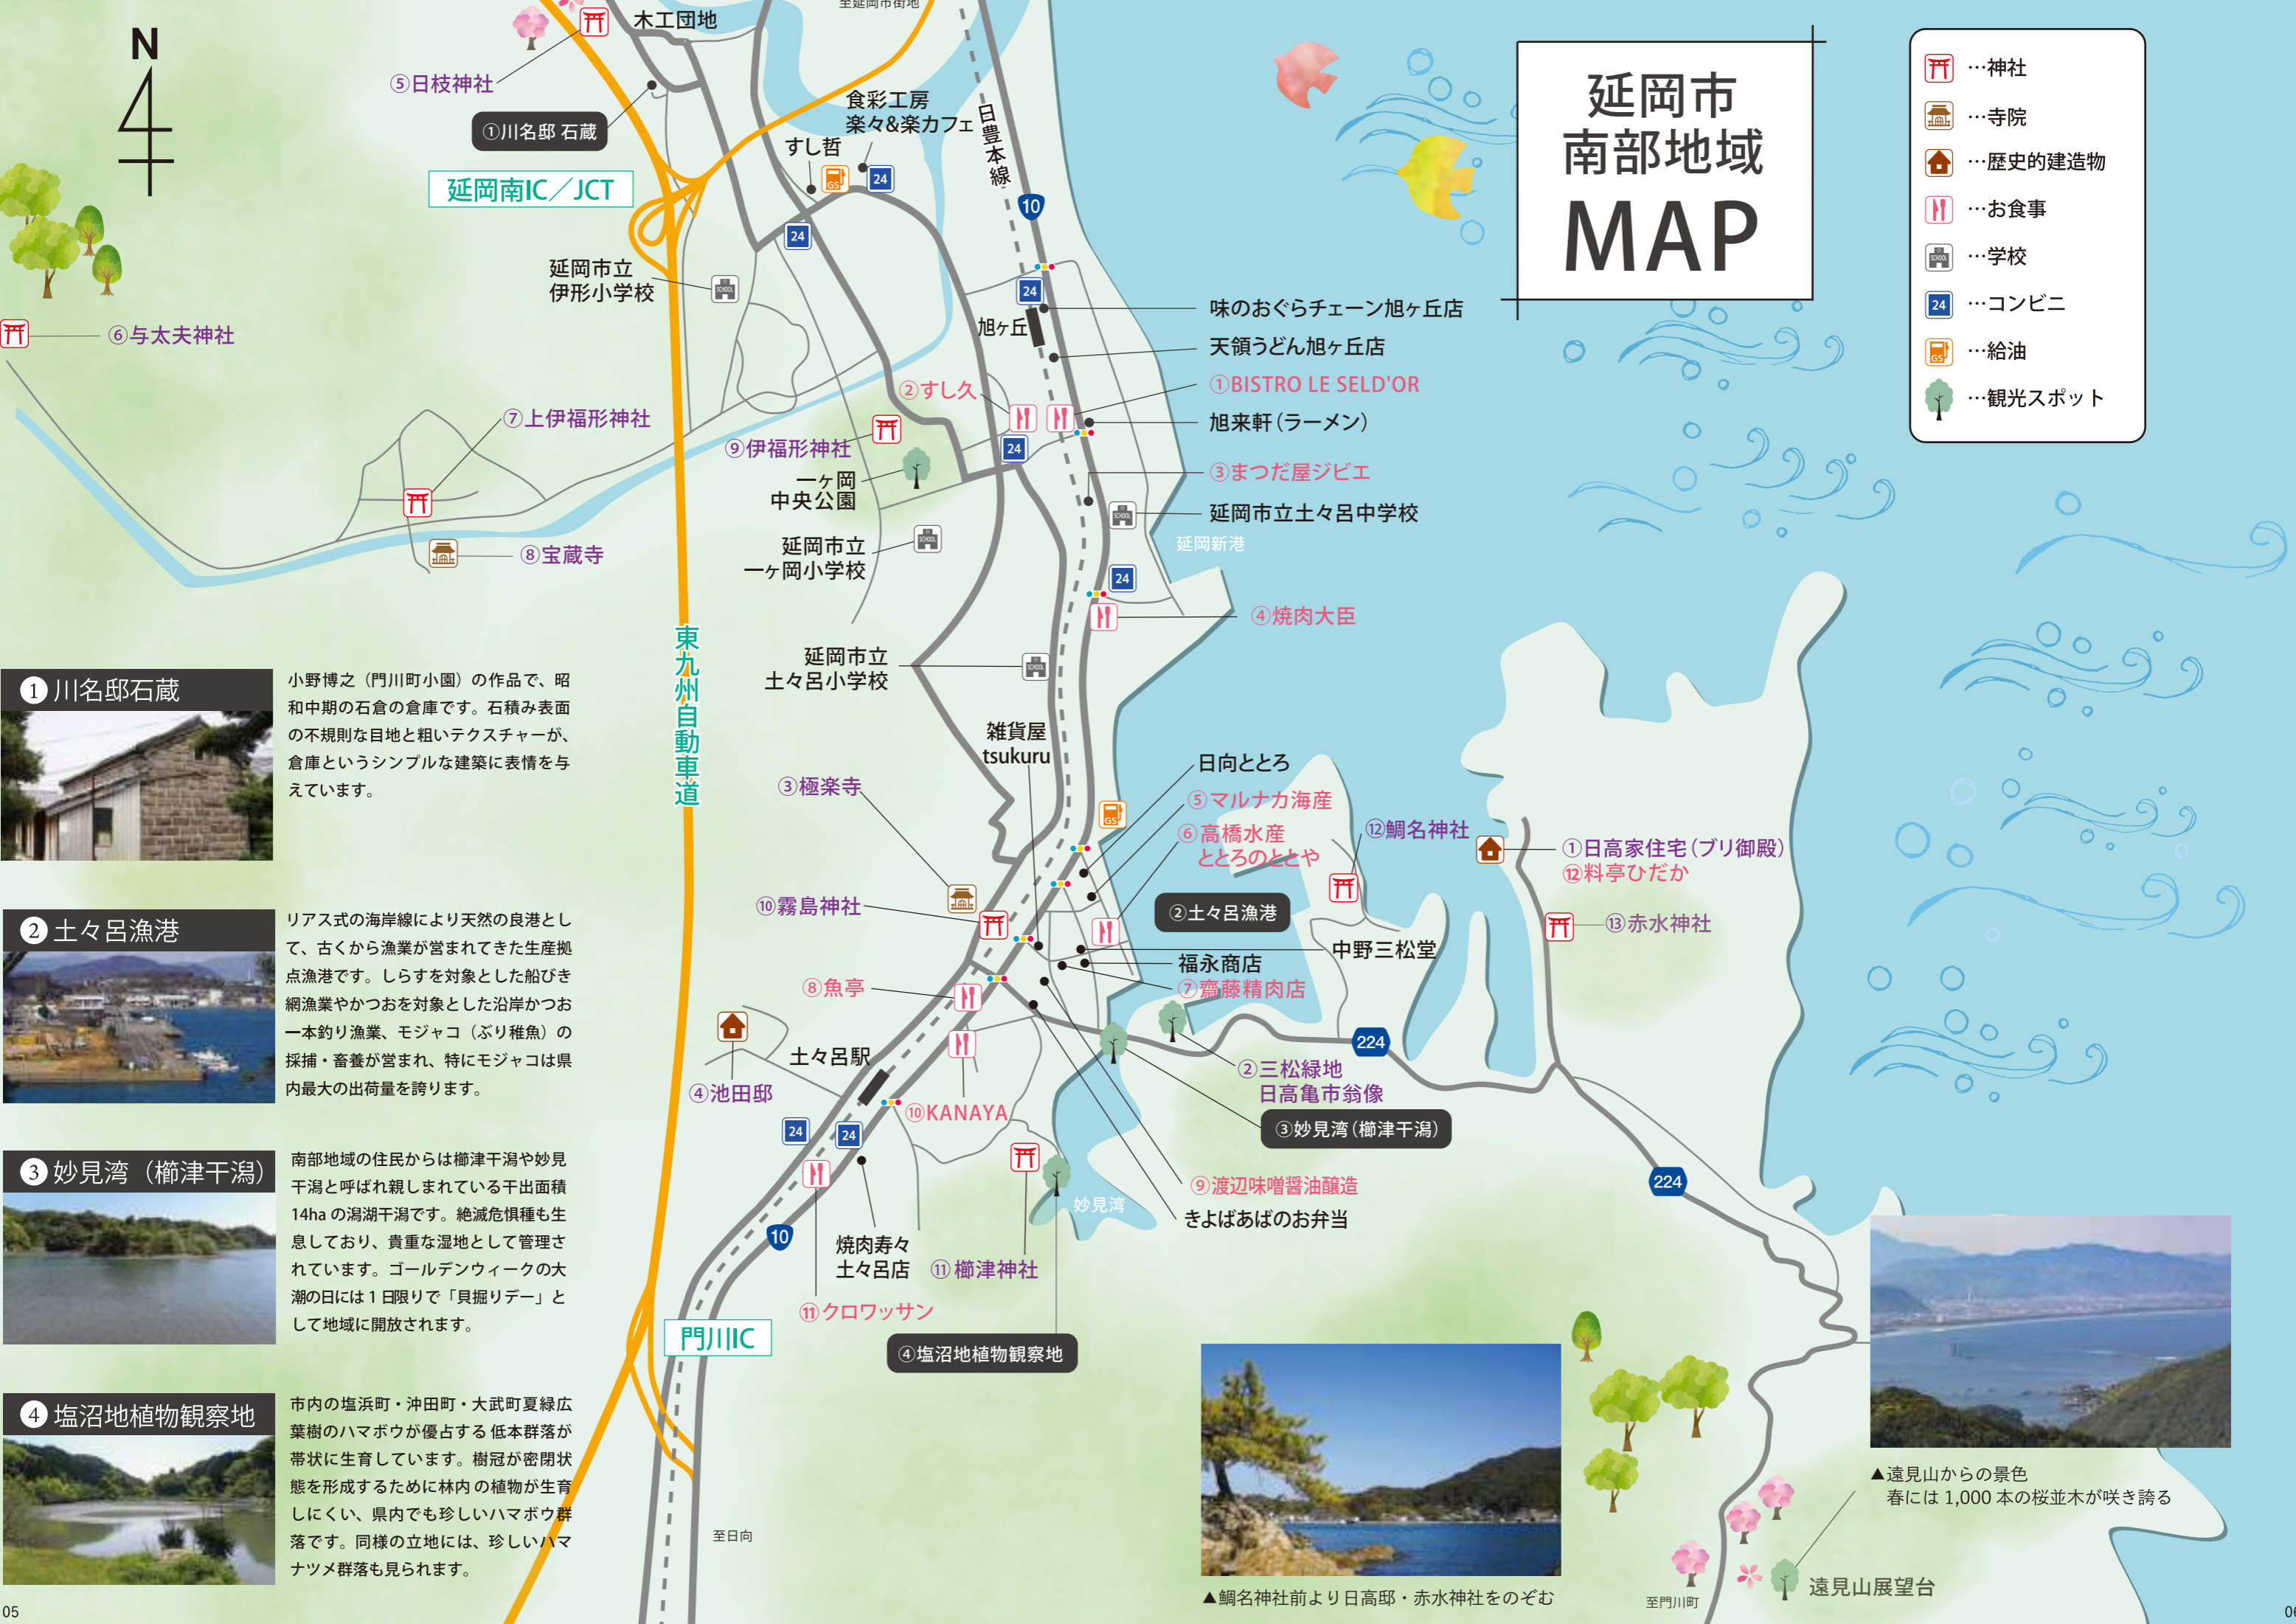 至延岡市街地
N
木工団地
⑤日枝神社
①川名邸 石蔵
延岡南IC／JCT
食彩工房
楽々&楽カフェ
すし哲
GS
24
日豊本線
10
24
延岡市
南部地域
MAP
…神社
…寺院
…歴史的建造物
…お食事
SCHOOL
…学校
24
…コンビニ
GS
…給油
…観光スポット
延岡市立
伊形小学校
SCHOOL
⑥与太夫神社
24
旭ヶ丘
味のおぐらチェーン旭ヶ丘店
天領うどん旭ヶ丘店
①BISTRO LE SELD'OR
②すし久
旭来軒（ラーメン）
⑦上伊福形神社
⑨伊福形神社
24
一ヶ岡
中央公園
③まつだ屋ジビエ
SCHOOL
延岡市立土々呂中学校
延岡新港
⑧宝蔵寺
延岡市立
一ヶ岡小学校
SCHOOL
24
④焼肉大臣
東九州自動車道
延岡市立
土々呂小学校
SCHOOL
雑貨屋
tsukuru
③極楽寺
日向ととろ
⑤マルナカ海産
GS
⑥高橋水産
ととろのととや
⑫鯛名神社
①日高家住宅（ブリ御殿）
⑫料亭ひだか
⑩霧島神社
②土々呂漁港
⑬赤水神社
中野三松堂
福永商店
⑦齋藤精肉店
⑧魚亭
土々呂駅
④池田邸
224
②三松緑地
日高亀市翁像
③妙見湾（櫛津干潟）
⑩KANAYA
24
24
224
妙見湾
⑨渡辺味噌醤油醸造
きよばあばのお弁当
10
焼肉寿々
土々呂店
⑪櫛津神社
⑪クロワッサン
門川IC
④塩沼地植物観察地
至日向
❶川名邸石蔵
小野博之（門川町小園）の作品で、昭
和中期の石倉の倉庫です。石積み表面
の不規則な目地と粗いテクスチャーが、
倉庫というシンプルな建築に表情を与
えています。
❷土々呂漁港
リアス式の海岸線により天然の良港とし
て、古くから漁業が営まれてきた生産拠
点漁港です。しらすを対象とした船びき
網漁業やかつおを対象とした沿岸かつお
一本釣り漁業、モジャコ（ぶり稚魚）の
採捕・畜養が営まれ、特にモジャコは県
内最大の出荷量を誇ります。
❸妙見湾（櫛津干潟）
南部地域の住民からは櫛津干潟や妙見
干潟と呼ばれ親しまれている干出面積
14ha の潟湖干潟です。絶滅危惧種も生
息しており、貴重な湿地として管理さ
れています。ゴールデンウィークの大
潮の日には 1 日限りで「貝掘りデー」と
して地域に開放されます。
❹塩沼地植物観察地
市内の塩浜町・沖田町・大武町夏緑広
葉樹のハマボウが優占する低木群落が
帯状に生育しています。樹冠が密閉状
態を形成するために林内の植物が生育
しにくい、県内でも珍しいハマボウ群
落です。同様の立地には、珍しいハマ
ナツメ群落も見られます。
▲鯛名神社前より日高邸・赤水神社をのぞむ
▲遠見山からの景色
春には 1,000 本の桜並木が咲き誇る
遠見山展望台
至門川町
05